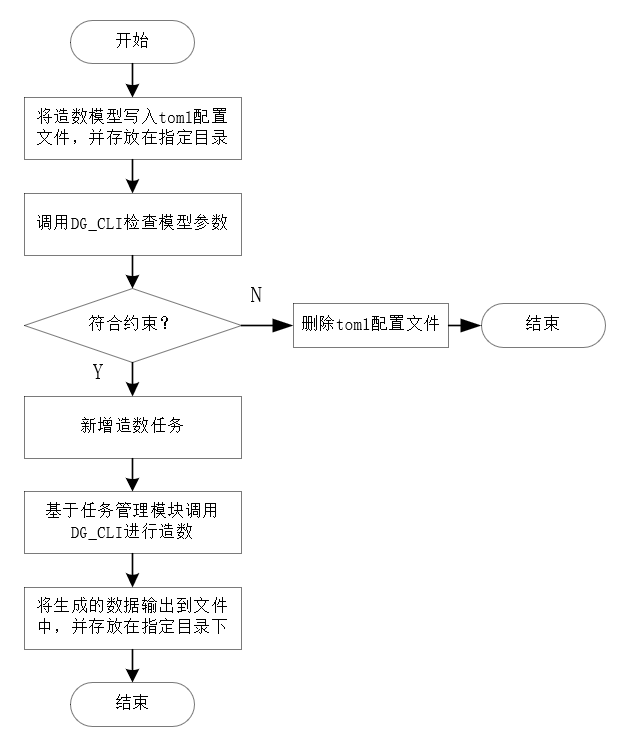 开始
将造数模型写入toml配置
文件，并存放在指定目录
调用DG_CLI检查模型参数
符合约束？
N
删除toml配置文件
结束
Y
新增造数任务
基于任务管理模块调用
DG_CLI进行造数
将生成的数据输出到文件
中，并存放在指定目录下
结束